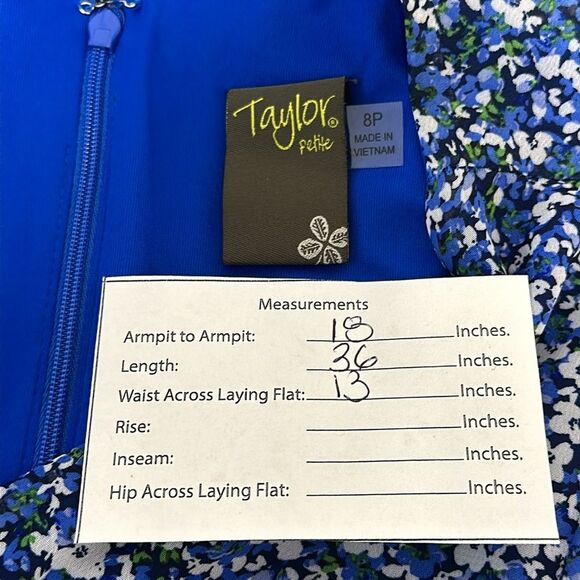 Taylor®
petite
8P
MADE IN
VIETNAM
Measurements
Armpit to Armpit: 18 Inches.
Length: 36 Inches.
Waist Across Laying Flat: 13 Inches.
Rise: Inches.
Inseam: Inches.
Hip Across Laying Flat: Inches.